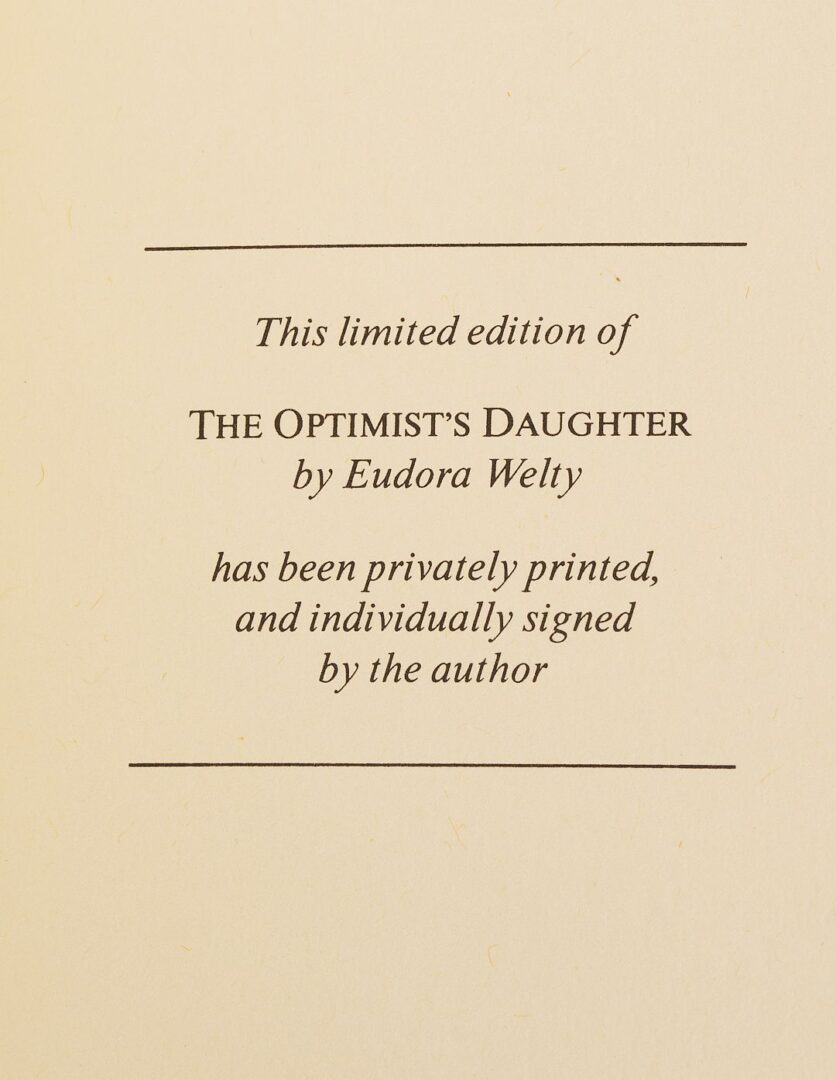 This limited edition of
THE OPTIMIST’S DAUGHTER
by Eudora Welty
has been privately printed,
and individually signed
by the author